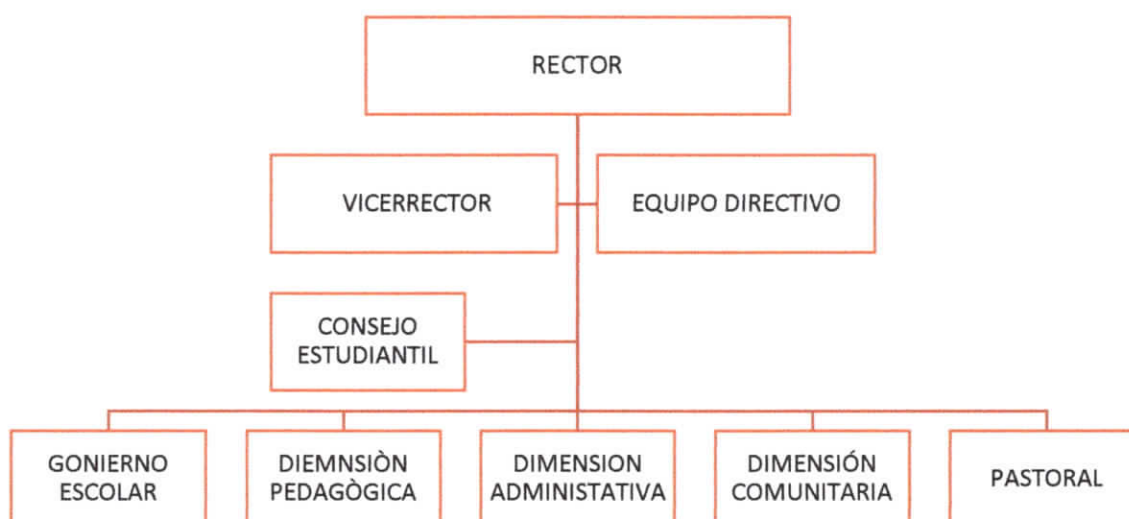 RECTOR
VICERRECTOR
EQUIPO DIRECTIVO
CONSEJO
ESTUDIANTIL
GONIERNO
ESCOLAR
DIEMNSIÒN
PEDAGÒGICA
DIMENSION
ADMINISTATIVA
DIMENSIÓN
COMUNITARIA
PASTORAL